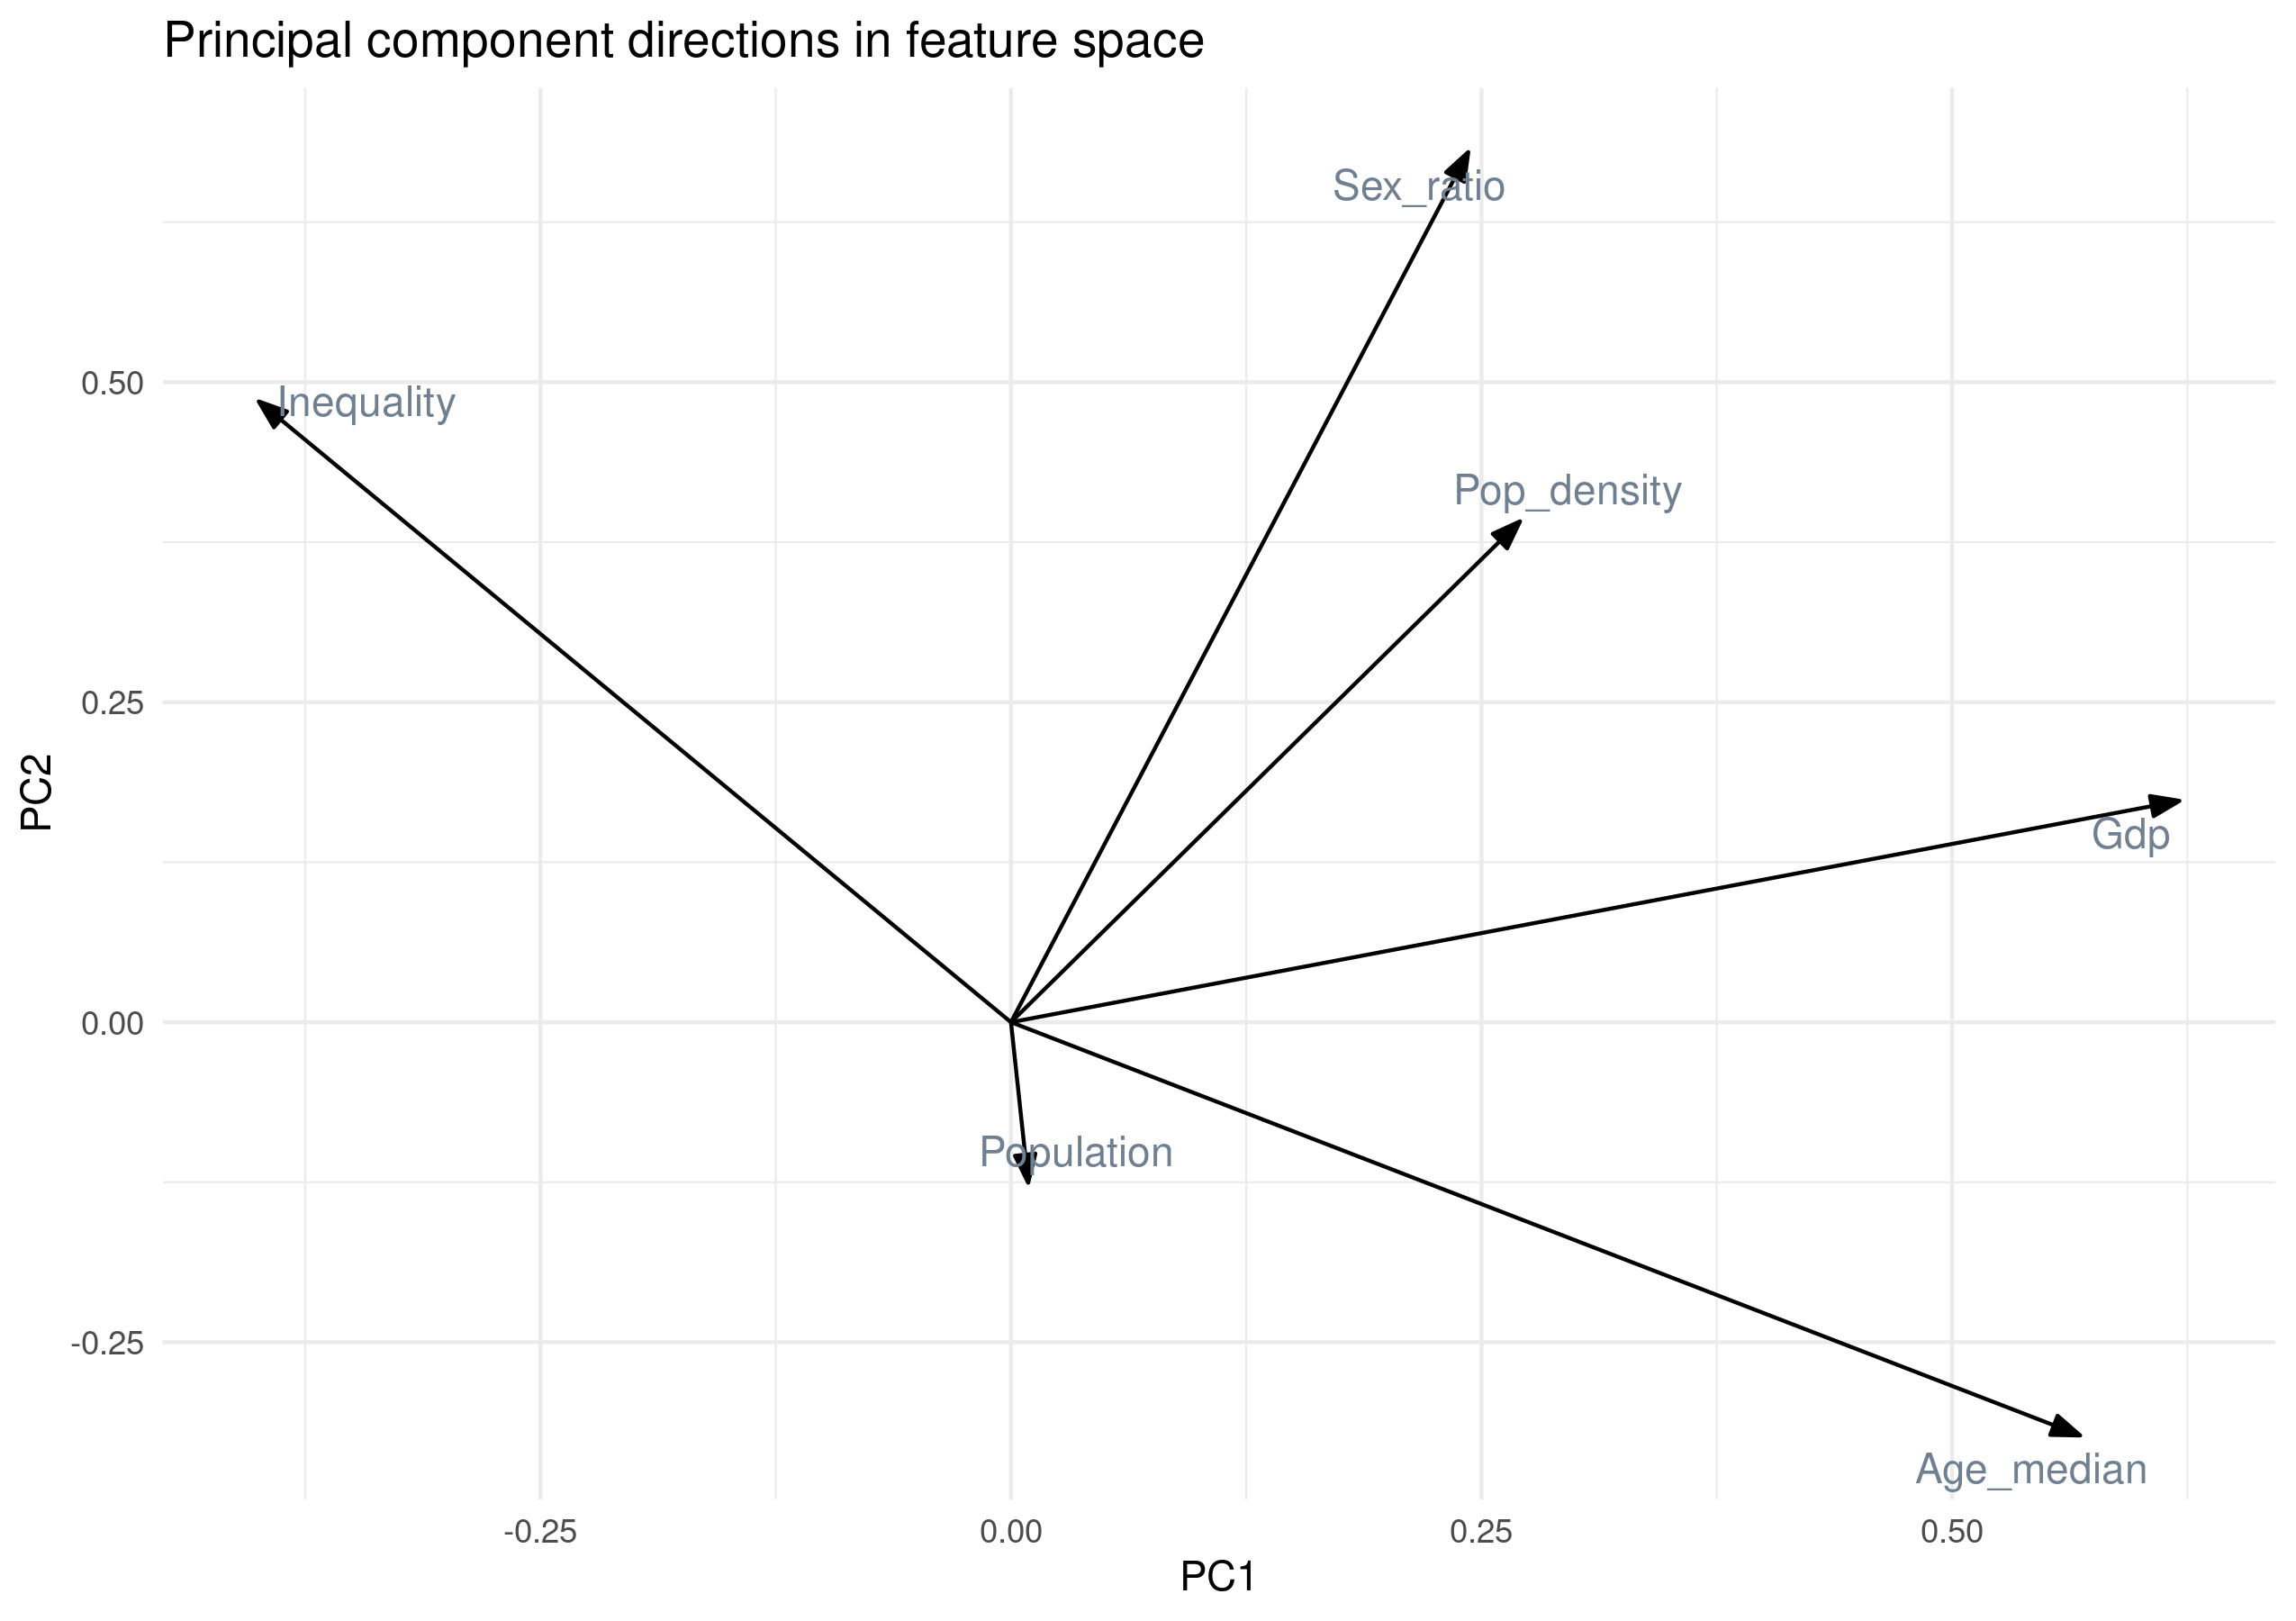 Principal component directions in feature space
Sex_ratio
0.50
Inequality
Pop_density
0.25
PC2
Gdp
0.00
Population
-0.25
Age_median
-0.25 0.00 0.25 0.50
PC1